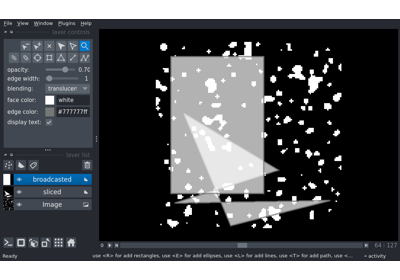 File View Window Plugins Help
layer controls
opacity: 0.70
edge width: 1
blending: translucen
face color: white
edge color: #777777ff
display text:
layer list
broadcasted
sliced
Image
64 127
Ready
use <R> for add rectangles, use <E> for add ellipses, use <L> for add lines, use <T> for add path, use <...
activity